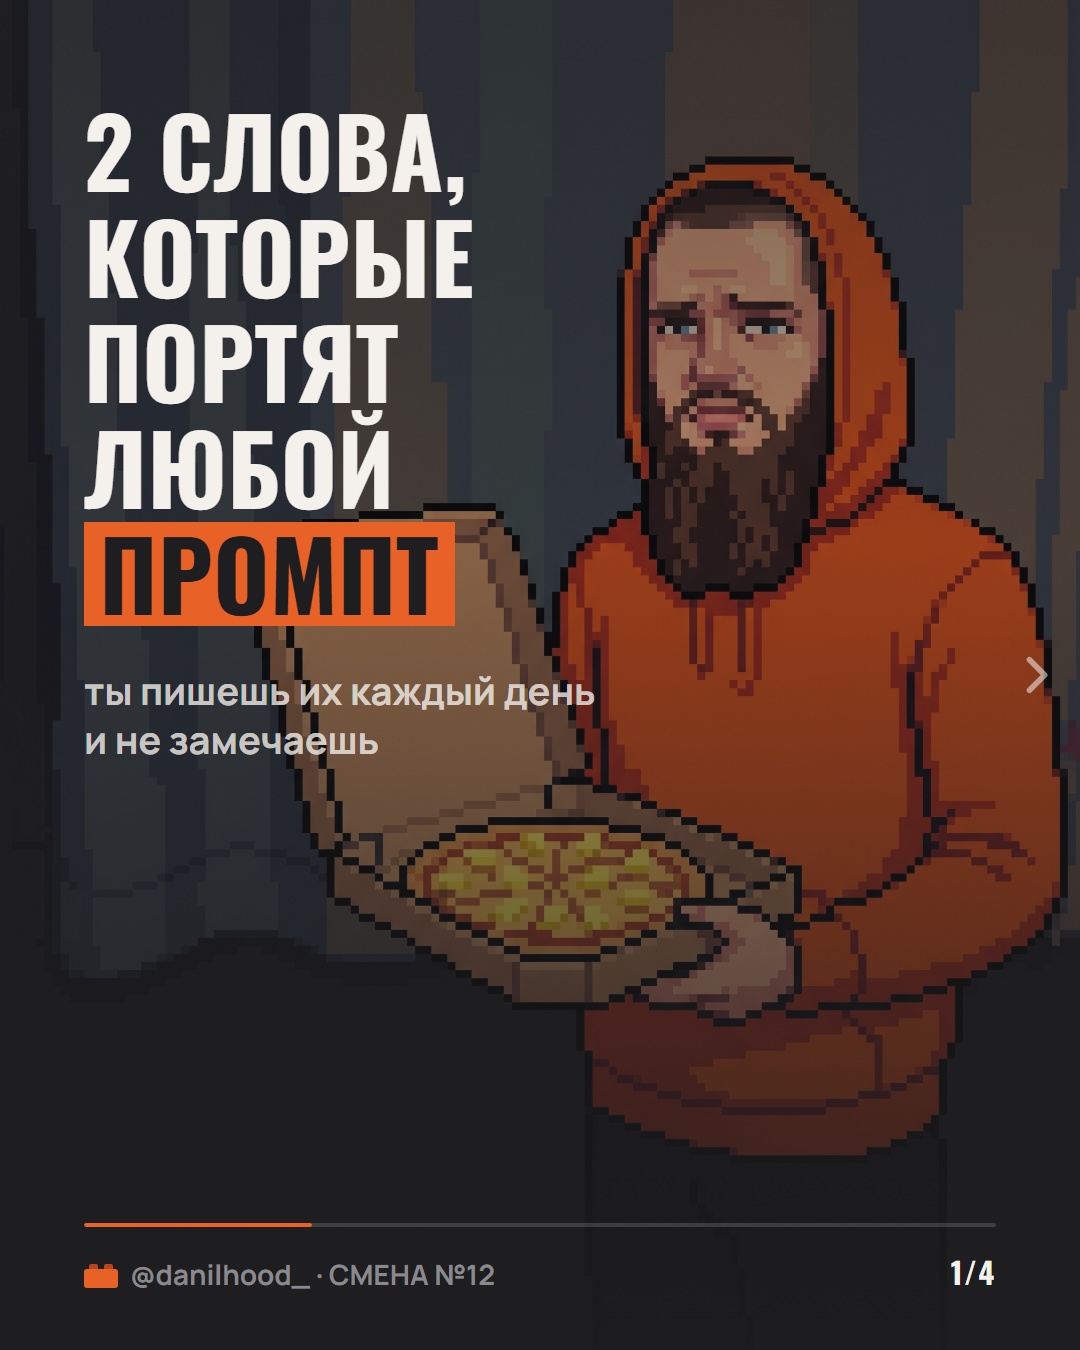 2 СЛОВА,
КОТОРЫЕ
ПОРТЯТ
ЛЮБОЙ
ПРОМПТ
ты пишешь их каждый день
и не замечаешь
@danilhood_ · СМЕНА №12
1/4